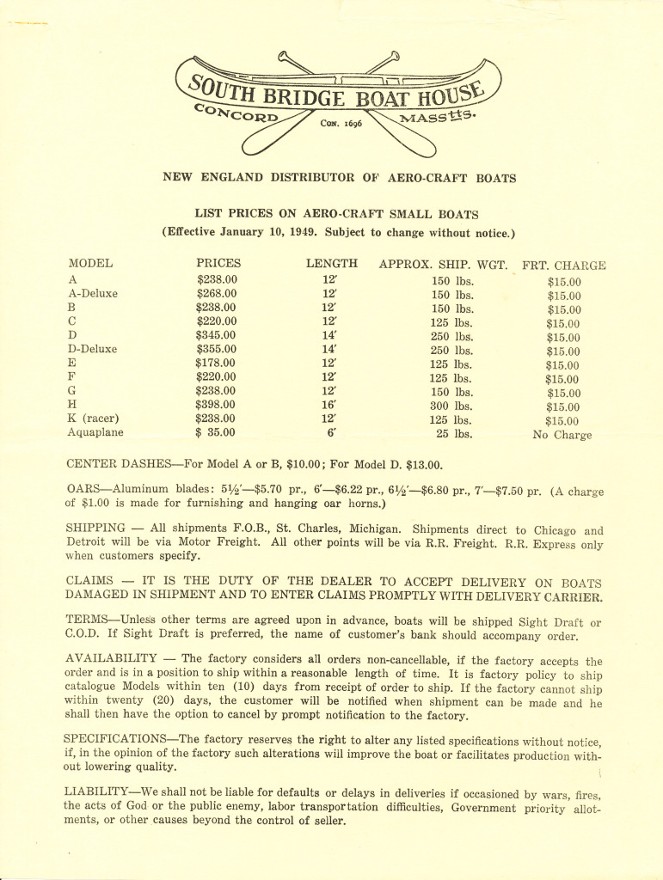 SOUTH BRIDGE BOAT HOUSE
CONCORD CON. 1696 MASStts.
NEW ENGLAND DISTRIBUTOR OF AERO-CRAFT BOATS
LIST PRICES ON AERO-CRAFT SMALL BOATS
(Effective January 10, 1949. Subject to change without notice.)
MODEL PRICES LENGTH APPROX. SHIP. WGT. FRT. CHARGE
A $238.00 12' 150 lbs. $15.00
A-Deluxe $268.00 12' 150 lbs. $15.00
B $238.00 12' 150 lbs. $15.00
C $220.00 12' 125 lbs. $15.00
D $345.00 14' 250 lbs. $15.00
D-Deluxe $355.00 14' 250 lbs. $15.00
E $178.00 12' 125 lbs. $15.00
F $220.00 12' 125 lbs. $15.00
G $238.00 12' 150 lbs. $15.00
H $398.00 16' 300 lbs. $15.00
K (racer) $238.00 12' 125 lbs. $15.00
Aquaplane $ 35.00 6' 25 lbs. No Charge
CENTER DASHES—For Model A or B, $10.00; For Model D. $13.00.
OARS—Aluminum blades: 5½'—$5.70 pr., 6'—$6.22 pr., 6½'—$6.80 pr., 7'—$7.50 pr. (A charge
of $1.00 is made for furnishing and hanging oar horns.)
SHIPPING — All shipments F.O.B., St. Charles, Michigan. Shipments direct to Chicago and
Detroit will be via Motor Freight. All other points will be via R.R. Freight. R.R. Express only
when customers specify.
CLAIMS — IT IS THE DUTY OF THE DEALER TO ACCEPT DELIVERY ON BOATS
DAMAGED IN SHIPMENT AND TO ENTER CLAIMS PROMPTLY WITH DELIVERY CARRIER.
TERMS—Unless other terms are agreed upon in advance, boats will be shipped Sight Draft or
C.O.D. If Sight Draft is preferred, the name of customer's bank should accompany order.
AVAILABILITY — The factory considers all orders non-cancellable, if the factory accepts the
order and is in a position to ship within a reasonable length of time. It is factory policy to ship
catalogue Models within ten (10) days from receipt of order to ship. If the factory cannot ship
within twenty (20) days, the customer will be notified when shipment can be made and he
shall then have the option to cancel by prompt notification to the factory.
SPECIFICATIONS—The factory reserves the right to alter any listed specifications without notice,
if, in the opinion of the factory such alterations will improve the boat or facilitates production with-
out lowering quality.
LIABILITY—We shall not be liable for defaults or delays in deliveries if occasioned by wars, fires,
the acts of God or the public enemy, labor transportation difficulties, Government priority allot-
ments, or other causes beyond the control of seller.